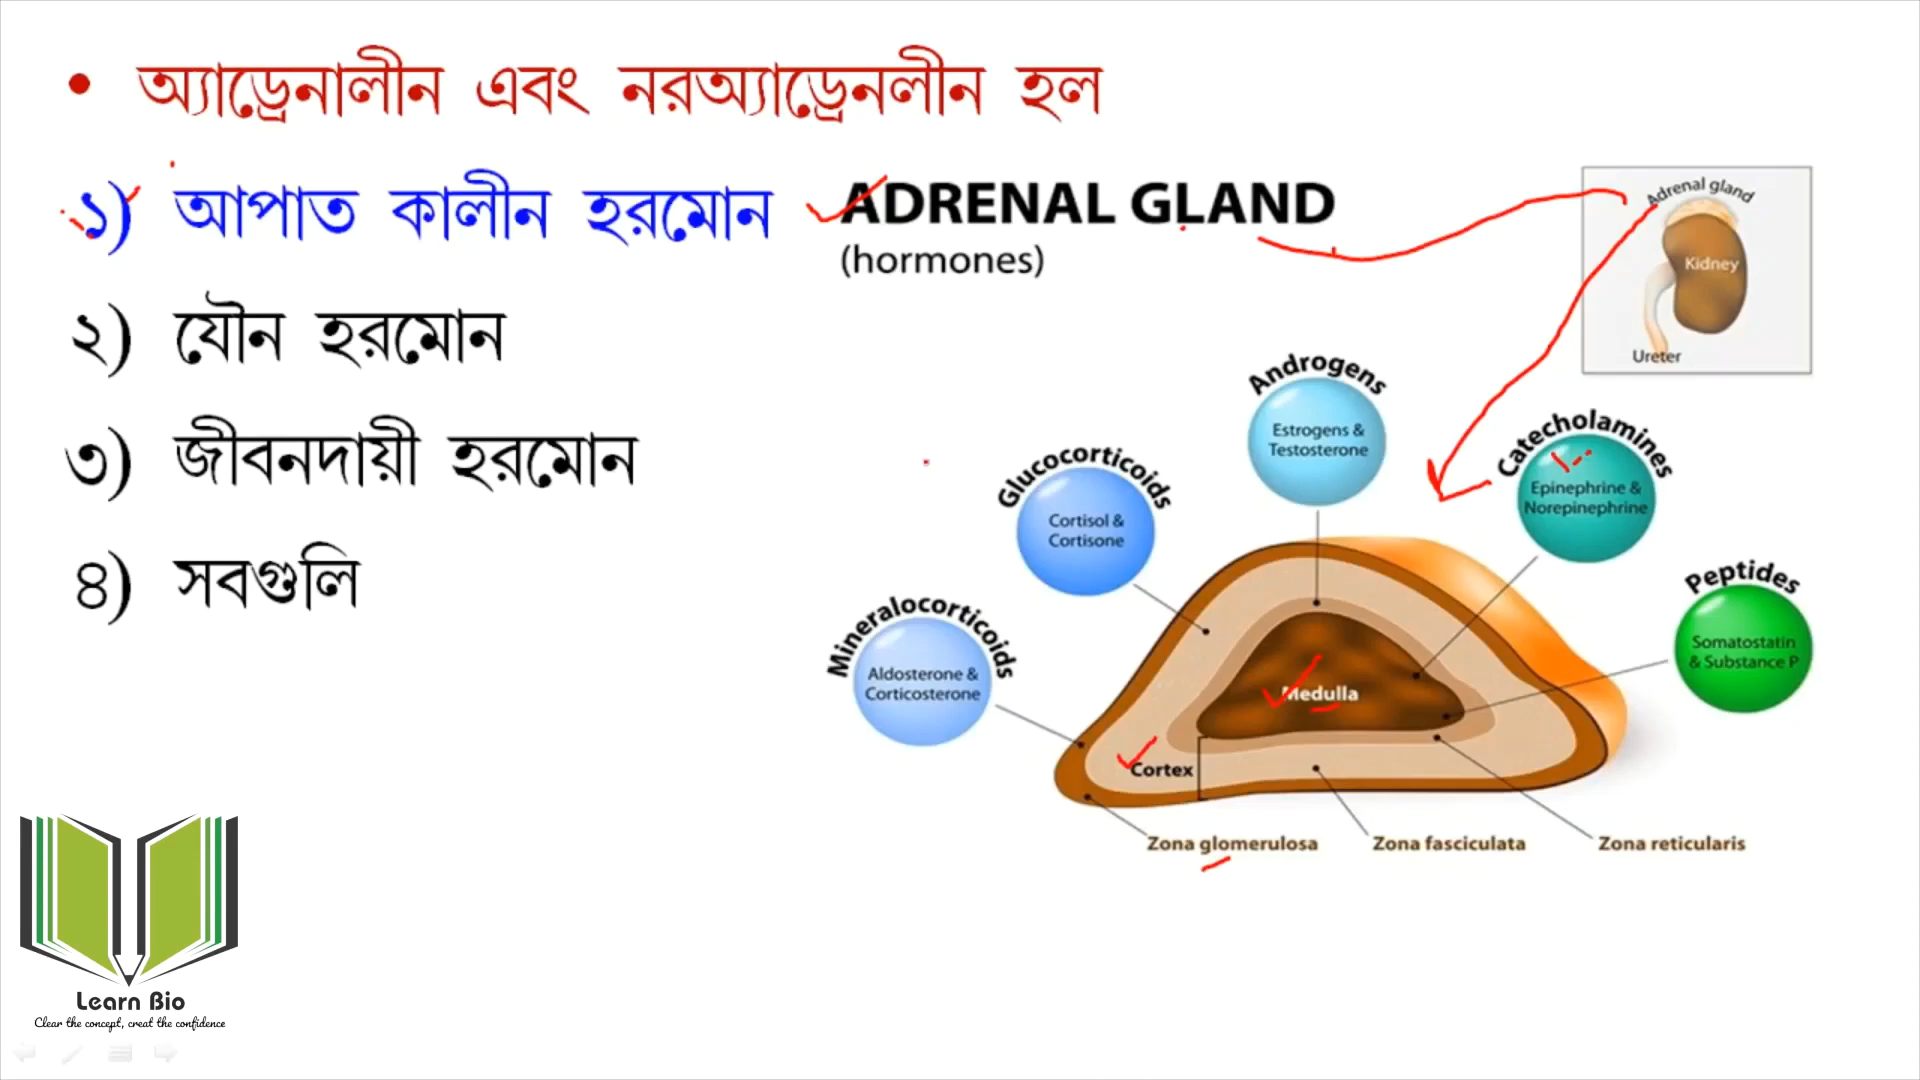 • অ্যাড্রেনালীন এবং নরঅ্যাড্রেনলীন হল
১) আপাত কালীন হরমোন
২) যৌন হরমোন
৩) জীবনদায়ী হরমোন
৪) সবগুলি
ADRENAL GLAND
(hormones)
Adrenal gland
Kidney
Ureter
Androgens
Estrogens &
Testosterone
Catecholamines
Epinephrine &
Norepinephrine
Glucocorticoids
Cortisol &
Cortisone
Peptides
Somatostatin
& Substance P
Mineralocorticoids
Aldosterone &
Corticosterone
Medulla
Cortex
Zona glomerulosa
Zona fasciculata
Zona reticularis
Learn Bio
Clear the concept, creat the confidence